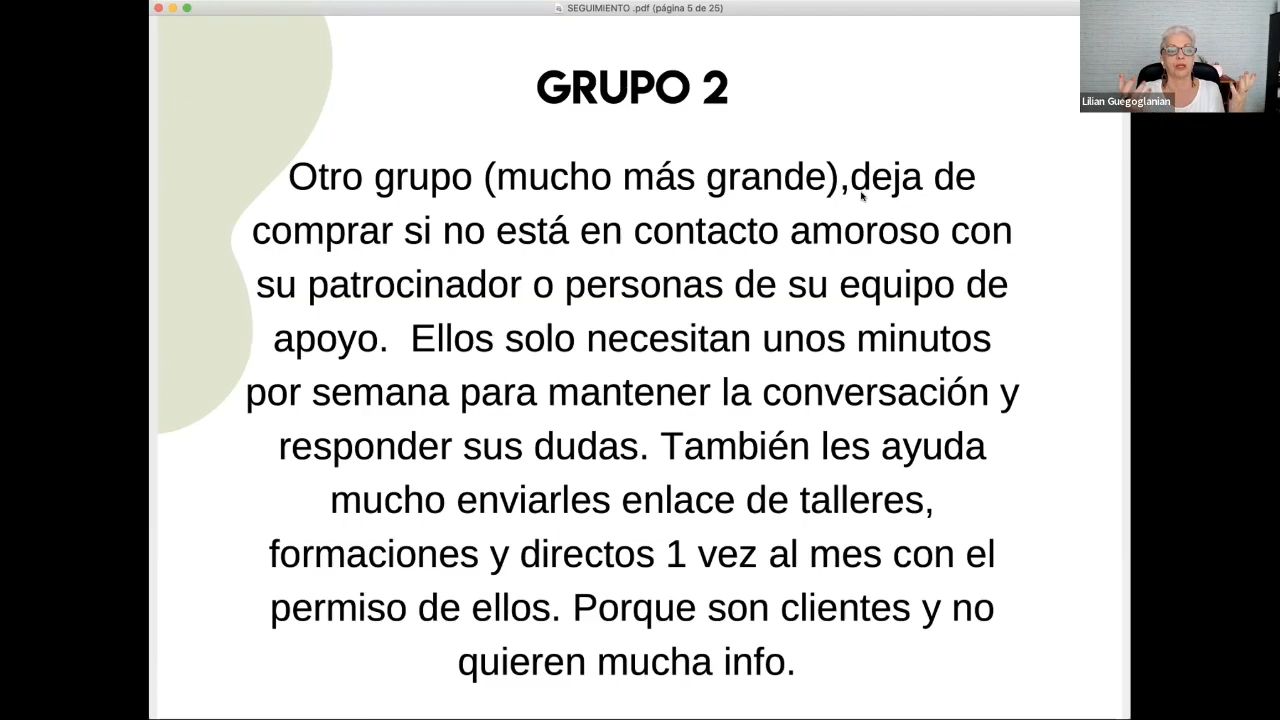 SEGUIMIENTO .pdf (página 5 de 25)
Lilian Guegoglanian
GRUPO 2
Otro grupo (mucho más grande),deja de
comprar si no está en contacto amoroso con
su patrocinador o personas de su equipo de
apoyo.  Ellos solo necesitan unos minutos
por semana para mantener la conversación y
responder sus dudas. También les ayuda
mucho enviarles enlace de talleres,
formaciones y directos 1 vez al mes con el
permiso de ellos. Porque son clientes y no
quieren mucha info.